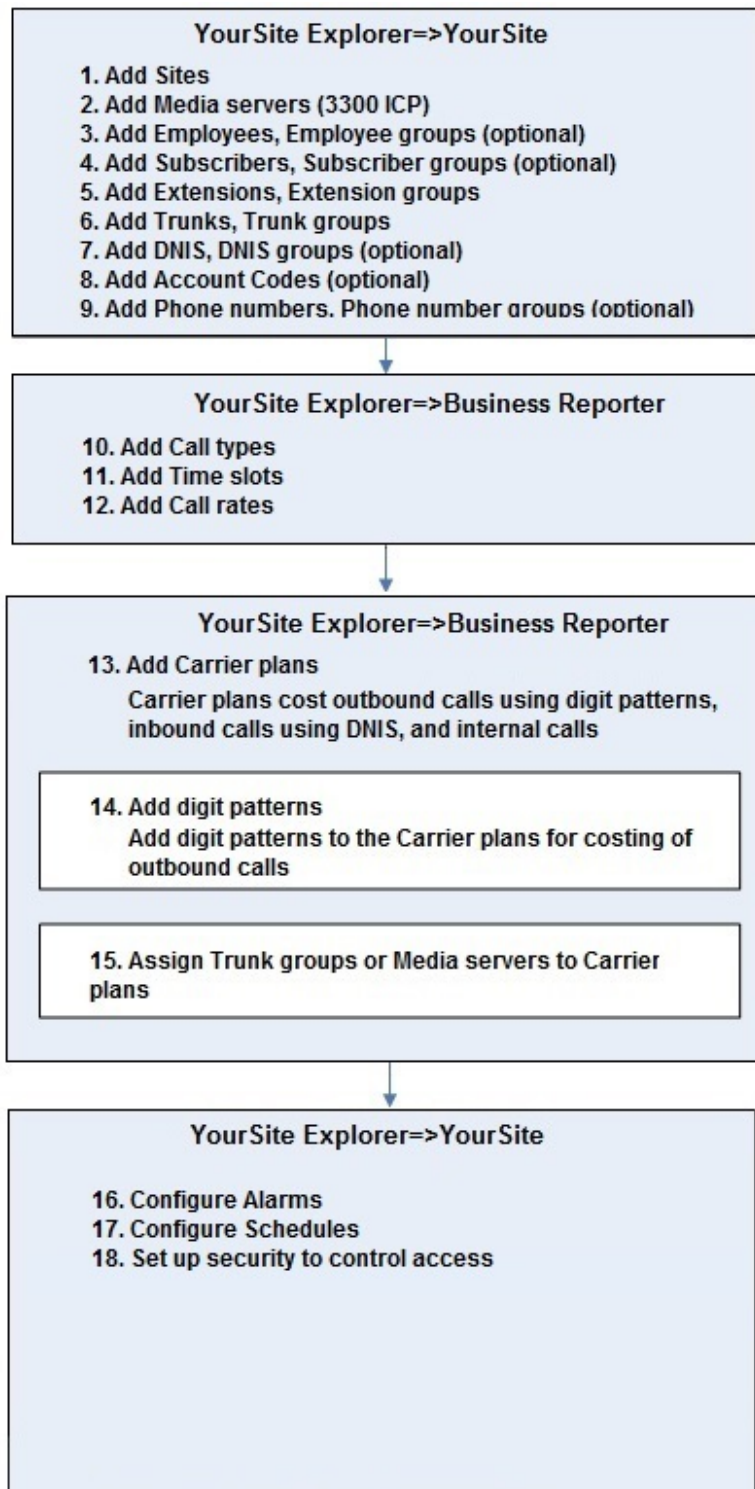 YourSite Explorer=>YourSite
1. Add Sites
2. Add Media servers (3300 ICP)
3. Add Employees, Employee groups (optional)
4. Add Subscribers, Subscriber groups (optional)
5. Add Extensions, Extension groups
6. Add Trunks, Trunk groups
7. Add DNIS, DNIS groups (optional)
8. Add Account Codes (optional)
9. Add Phone numbers. Phone number groups (optional)
YourSite Explorer=>Business Reporter
10. Add Call types
11. Add Time slots
12. Add Call rates
YourSite Explorer=>Business Reporter
13. Add Carrier plans
Carrier plans cost outbound calls using digit patterns,
inbound calls using DNIS, and internal calls
14. Add digit patterns
Add digit patterns to the Carrier plans for costing of
outbound calls
15. Assign Trunk groups or Media servers to Carrier
plans
YourSite Explorer=>YourSite
16. Configure Alarms
17. Configure Schedules
18. Set up security to control access